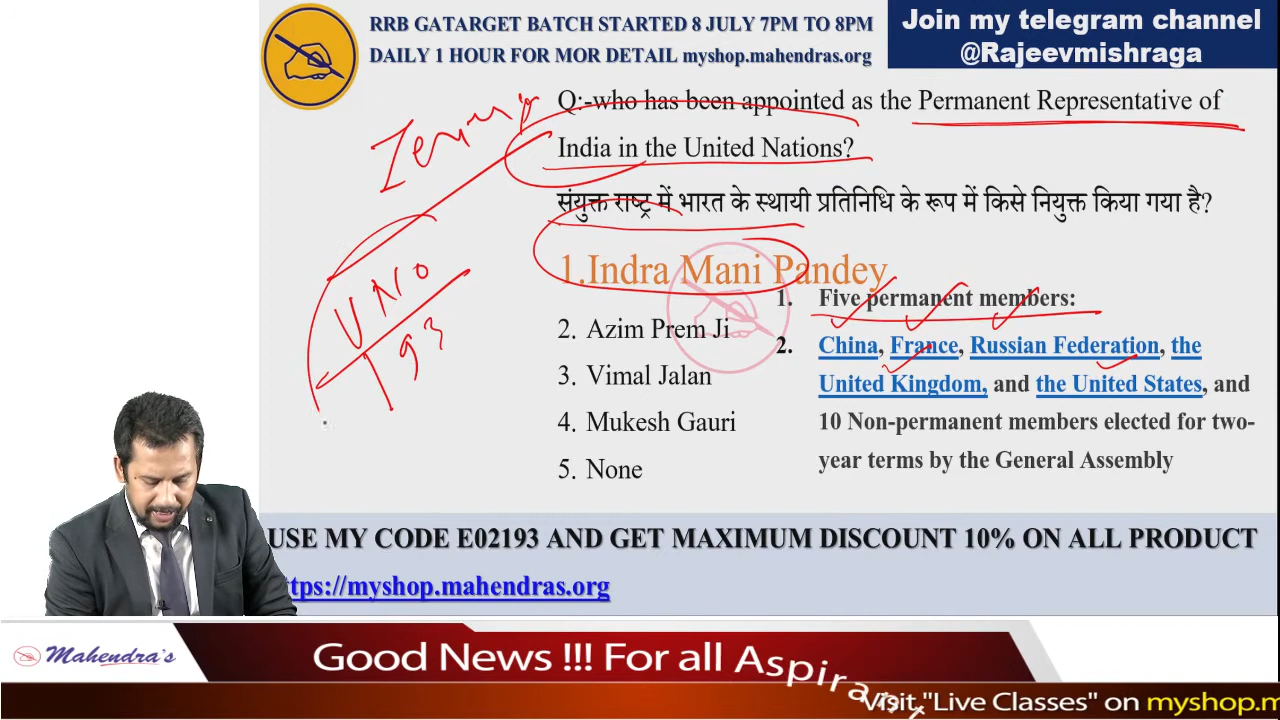 RRB GATARGET BATCH STARTED 8 JULY 7PM TO 8PM
DAILY 1 HOUR FOR MOR DETAIL myshop.mahendras.org
Join my telegram channel
@Rajeevmishraga
Q:-who has been appointed as the Permanent Representative of
India in the United Nations?
संयुक्त राष्ट्र में भारत के स्थायी प्रतिनिधि के रूप में किसे नियुक्त किया गया है?
1.Indra Mani Pandey
2. Azim Prem Ji
3. Vimal Jalan
4. Mukesh Gauri
5. None
1. Five permanent members:
2. China, France, Russian Federation, the
United Kingdom, and the United States, and
10 Non-permanent members elected for two-
year terms by the General Assembly
UNO
193
USE MY CODE E02193 AND GET MAXIMUM DISCOUNT 10% ON ALL PRODUCT
ttps://myshop.mahendras.org
Mahendra's
Good News !!! For all Aspirant
Visit "Live Classes" on myshop.m